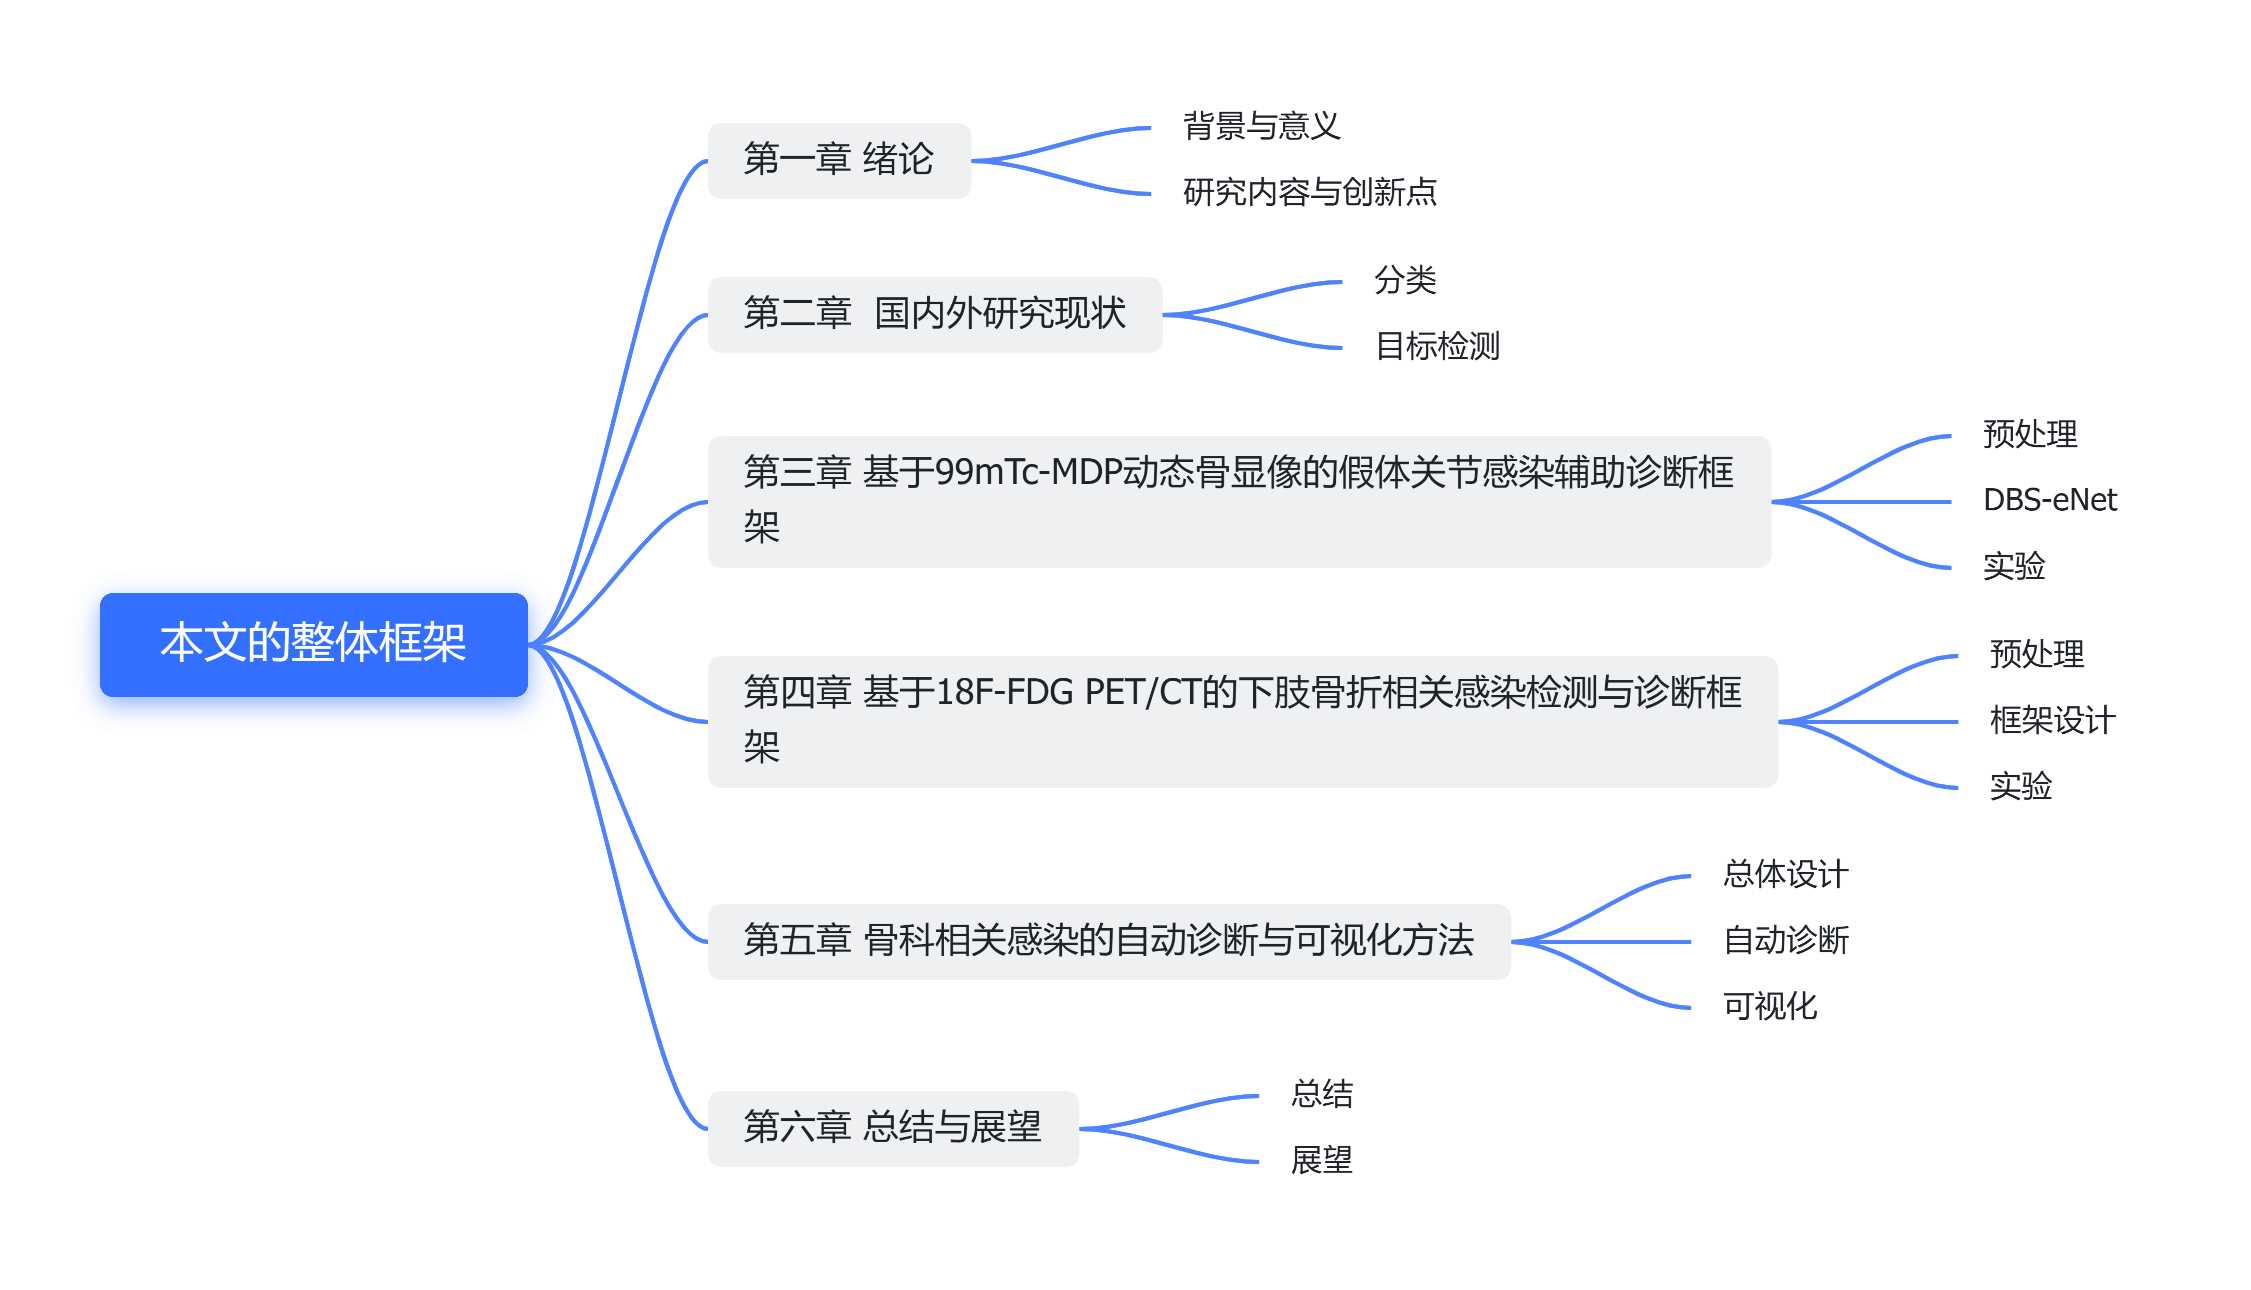 本文的整体框架
第一章 绪论
背景与意义
研究内容与创新点
第二章  国内外研究现状
分类
目标检测
第三章 基于99mTc-MDP动态骨显像的假体关节感染辅助诊断框
架
预处理
DBS-eNet
实验
第四章 基于18F-FDG PET/CT的下肢骨折相关感染检测与诊断框
架
预处理
框架设计
实验
第五章 骨科相关感染的自动诊断与可视化方法
总体设计
自动诊断
可视化
第六章 总结与展望
总结
展望